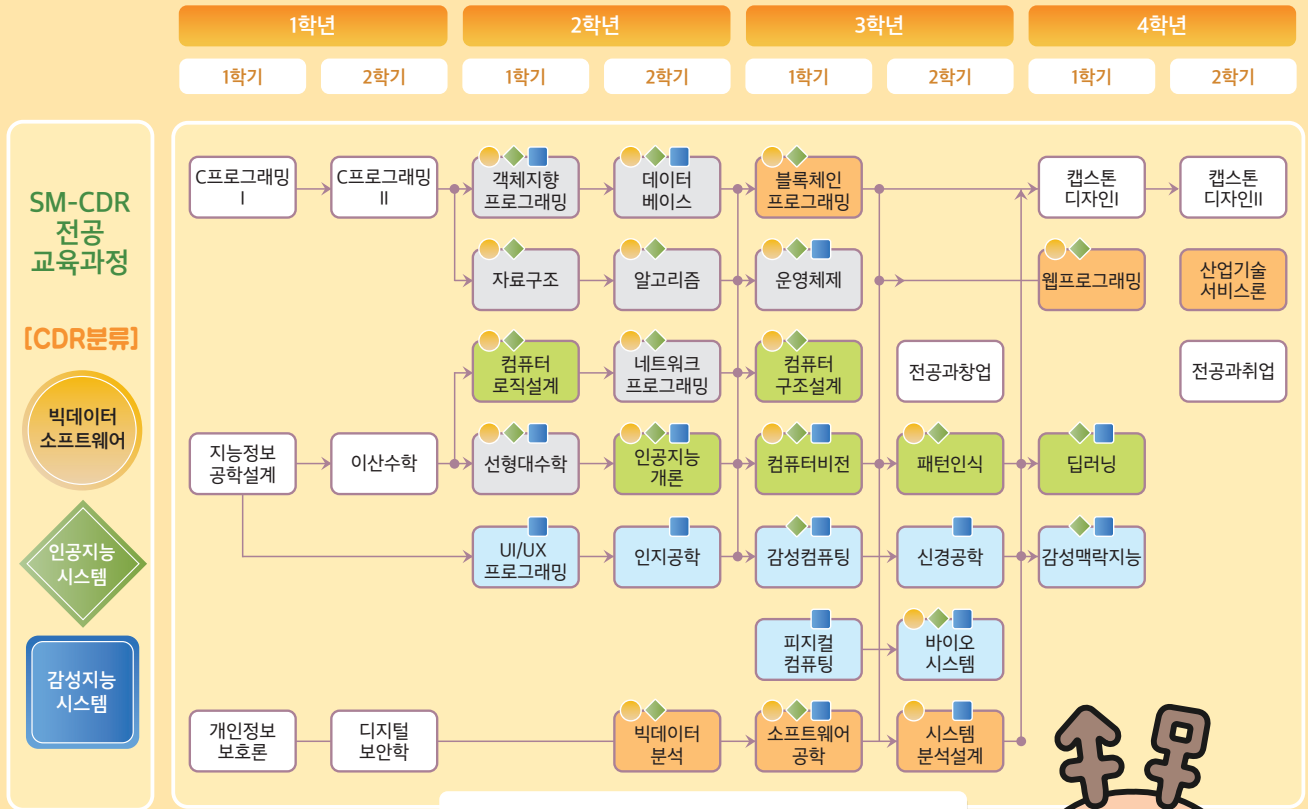 1학년
2학년
3학년
4학년
1학기
2학기
1학기
2학기
1학기
2학기
1학기
2학기
SM-CDR
전공
교육과정
[CDR분류]
빅데이터
소프트웨어
인공지능
시스템
감성지능
시스템
C프로그래밍
I
C프로그래밍
II
객체지향
프로그래밍
데이터
베이스
블록체인
프로그래밍
캡스톤
디자인I
캡스톤
디자인II
자료구조
알고리즘
운영체제
웹프로그래밍
산업기술
서비스론
컴퓨터
로직설계
네트워크
프로그래밍
컴퓨터
구조설계
전공과창업
전공과취업
지능정보
공학설계
이산수학
선형대수학
인공지능
개론
컴퓨터비전
패턴인식
딥러닝
UI/UX
프로그래밍
인지공학
감성컴퓨팅
신경공학
감성맥락지능
피지컬
컴퓨팅
바이오
시스템
개인정보
보호론
디지털
보안학
빅데이터
분석
소프트웨어
공학
시스템
분석설계